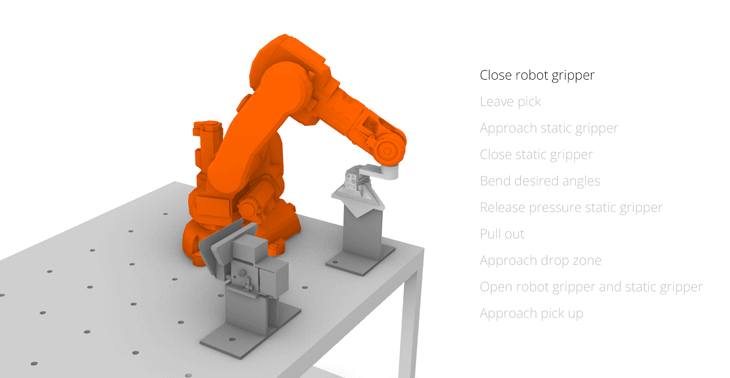 Close robot gripper
Leave pick
Approach static gripper
Close static gripper
Bend desired angles
Release pressure static gripper
Pull out
Approach drop zone
Open robot gripper and static gripper
Approach pick up